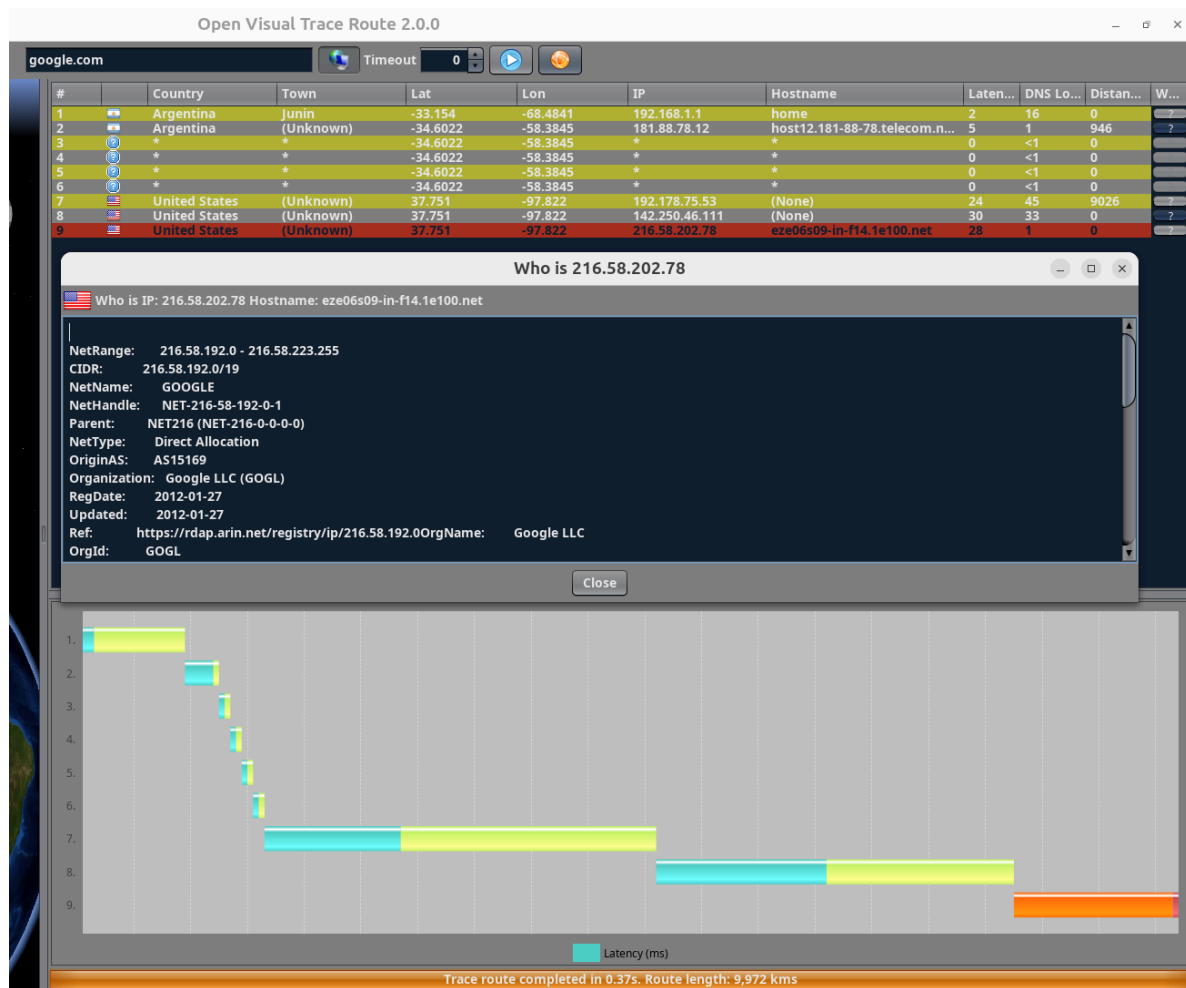 Open Visual Trace Route 2.0.0
google.com Timeout 0
# Country Town Lat Lon IP Hostname Laten... DNS Lo... Distan... W...
1 Argentina Junin -33.154 -68.4841 192.168.1.1 home 2 16 0 ?
2 Argentina (Unknown) -34.6022 -58.3845 181.88.78.12 host12.181-88-78.telecom.n... 5 1 946 ?
3 ? * * -34.6022 -58.3845 * * 0 <1 0
4 ? * * -34.6022 -58.3845 * * 0 <1 0
5 ? * * -34.6022 -58.3845 * * 0 <1 0
6 ? * * -34.6022 -58.3845 * * 0 <1 0
7 United States (Unknown) 37.751 -97.822 192.178.75.53 (None) 24 45 9026 ?
8 United States (Unknown) 37.751 -97.822 142.250.46.111 (None) 30 33 0 ?
9 United States (Unknown) 37.751 -97.822 216.58.202.78 eze06s09-in-f14.1e100.net 28 1 0 ?
Who is 216.58.202.78
Who is IP: 216.58.202.78 Hostname: eze06s09-in-f14.1e100.net
NetRange: 216.58.192.0 - 216.58.223.255
CIDR: 216.58.192.0/19
NetName: GOOGLE
NetHandle: NET-216-58-192-0-1
Parent: NET216 (NET-216-0-0-0-0)
NetType: Direct Allocation
OriginAS: AS15169
Organization: Google LLC (GOGL)
RegDate: 2012-01-27
Updated: 2012-01-27
Ref: https://rdap.arin.net/registry/ip/216.58.192.0OrgName: Google LLC
OrgId: GOGL
Close
1.
2.
3.
4.
5.
6.
7.
8.
9.
Latency (ms)
Trace route completed in 0.37s. Route length: 9,972 kms